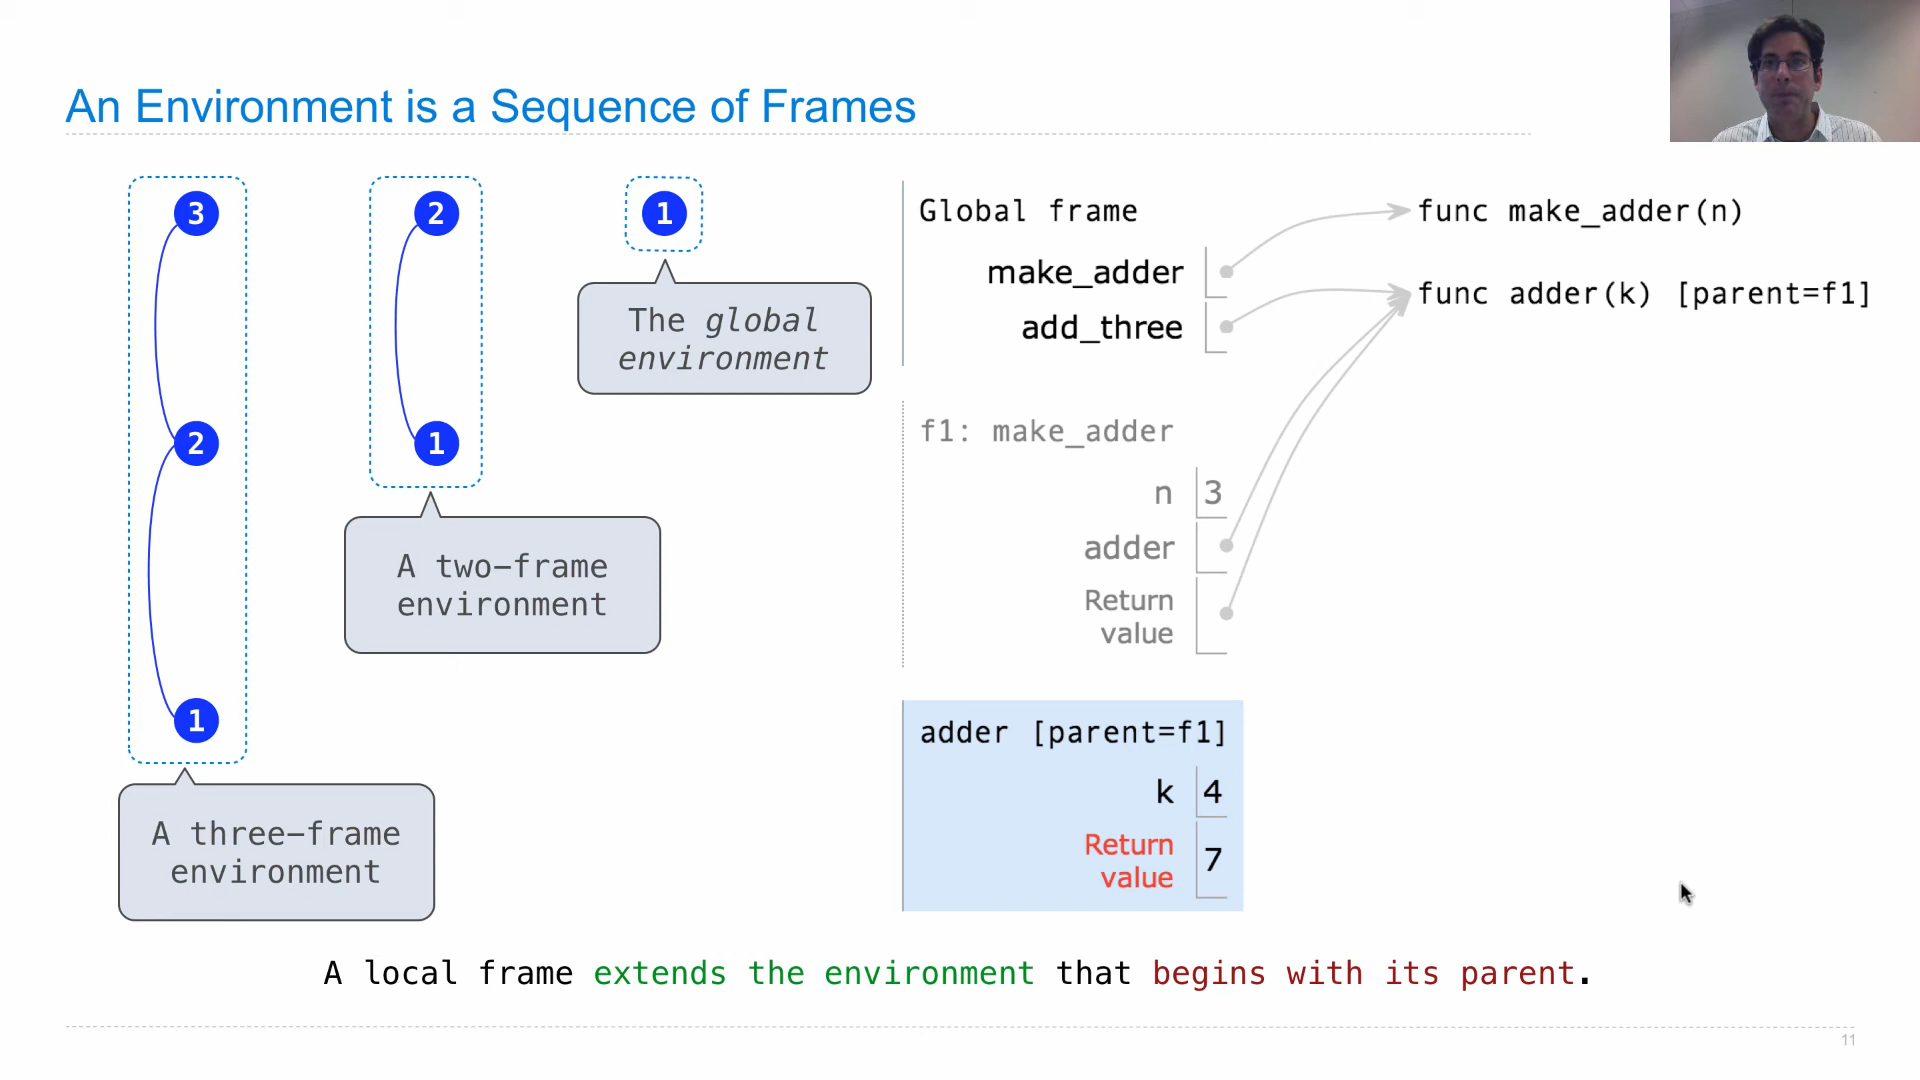 An Environment is a Sequence of Frames
3
2
1
A three-frame
environment
2
1
A two-frame
environment
1
The global
environment
Global frame
make_adder
add_three
func make_adder(n)
func adder(k) [parent=f1]
f1: make_adder
n 3
adder
Return
value
adder [parent=f1]
k 4
Return
value 7
A local frame extends the environment that begins with its parent.
11